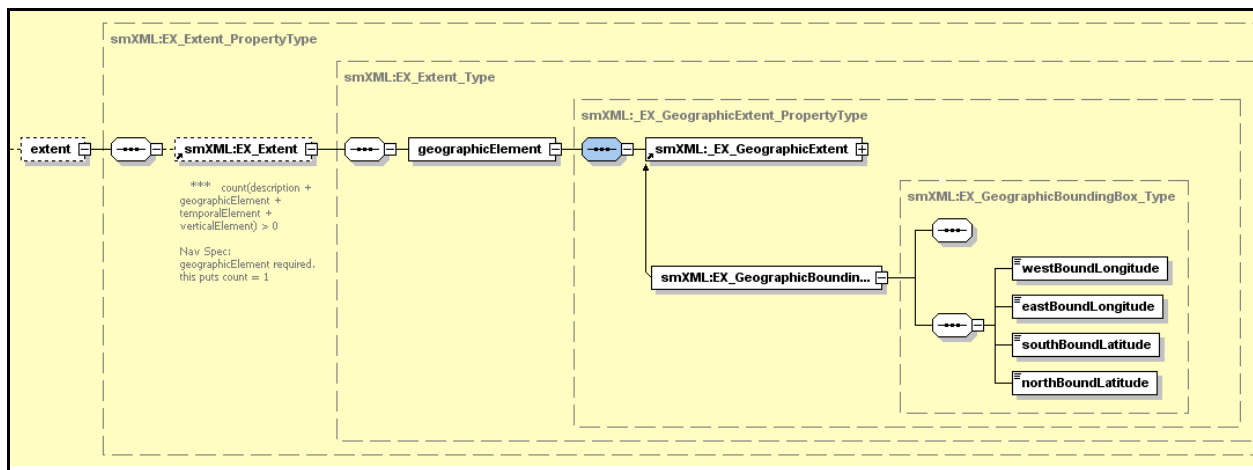 smXML:EX_Extent_PropertyType
smXML:EX_Extent_Type
smXML:_EX_GeographicExtent_PropertyType
extent
smXML:EX_Extent
geographicElement
smXML:_EX_GeographicExtent
*** count(description +
geographicElement +
temporalElement +
verticalElement) > 0
Nav Spec:
geographicElement required.
this puts count = 1
smXML:EX_GeographicBoundingBox_Type
smXML:EX_GeographicBoundin...
westBoundLongitude
eastBoundLongitude
southBoundLatitude
northBoundLatitude